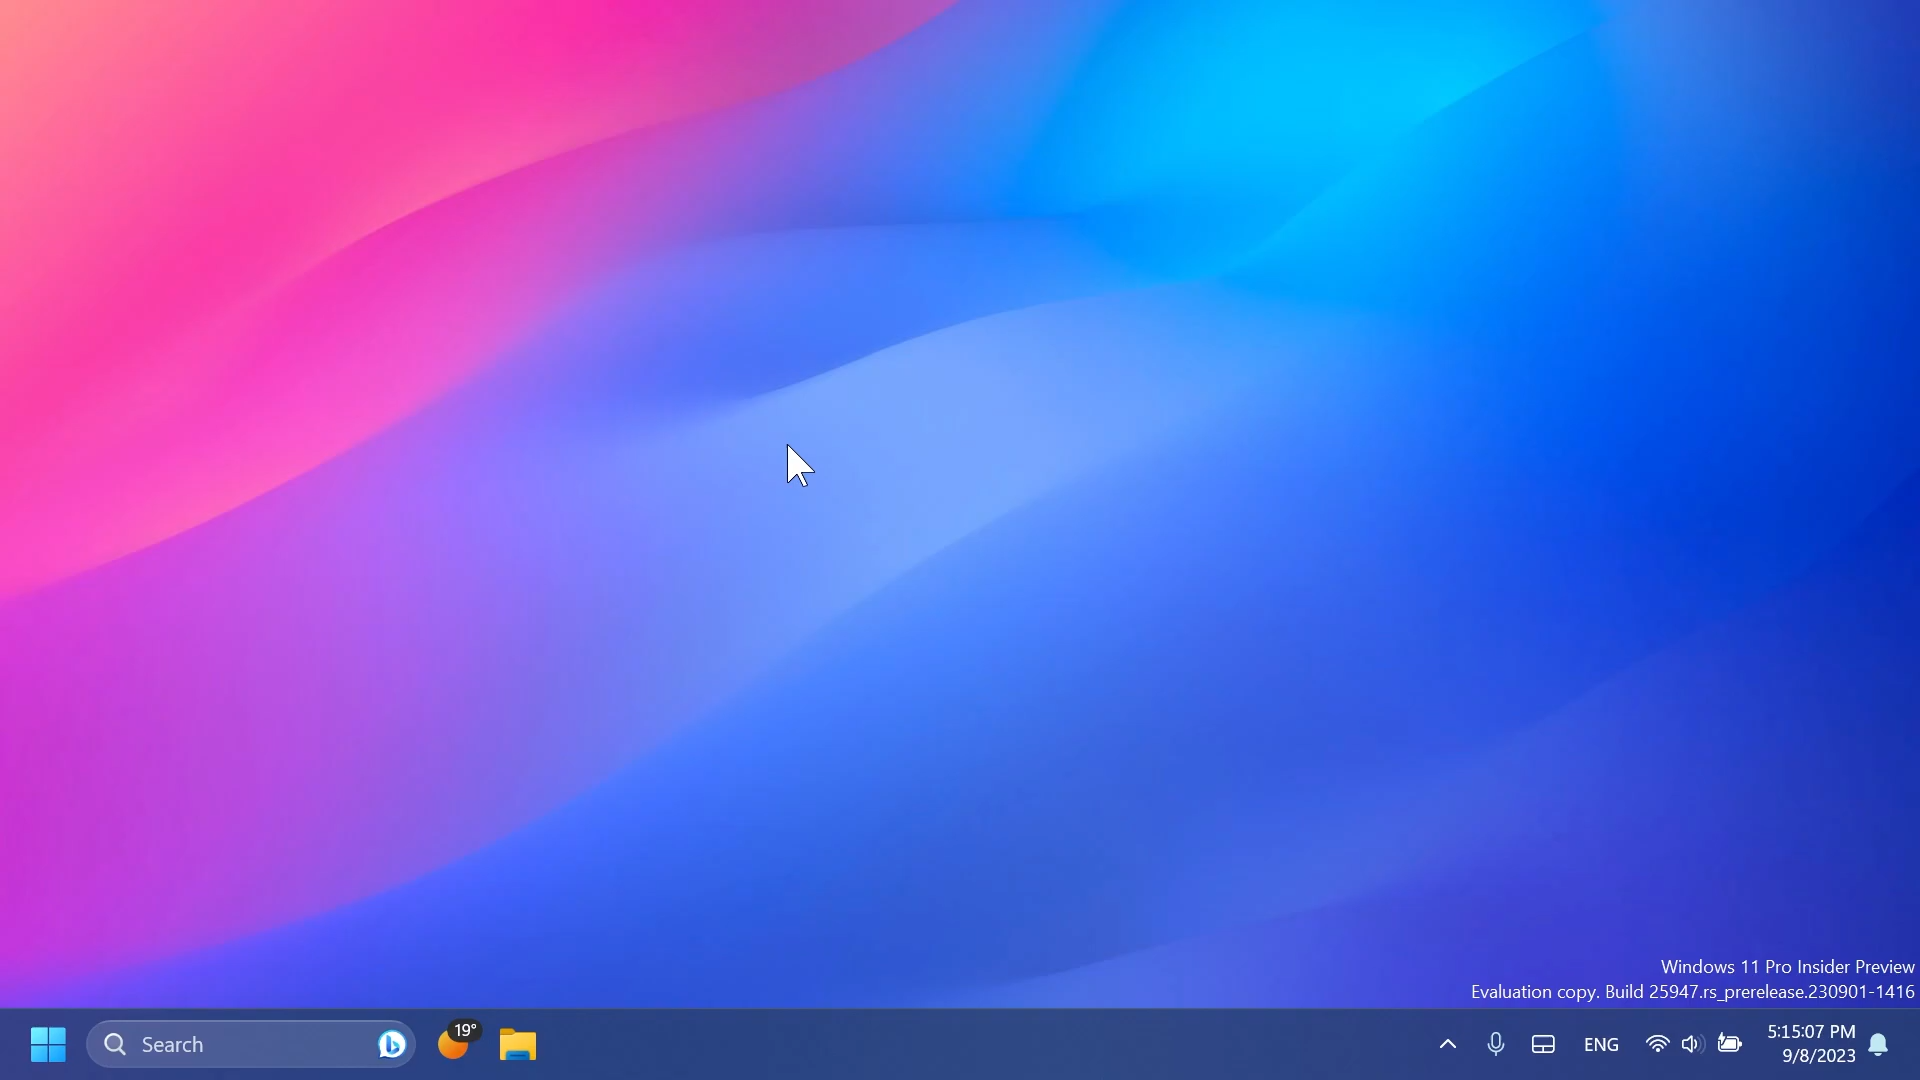 Windows 11 Pro Insider Preview
Evaluation copy. Build 25947.rs_prerelease.230901-1416
Search
19°
ENG
5:15:07 PM
9/8/2023